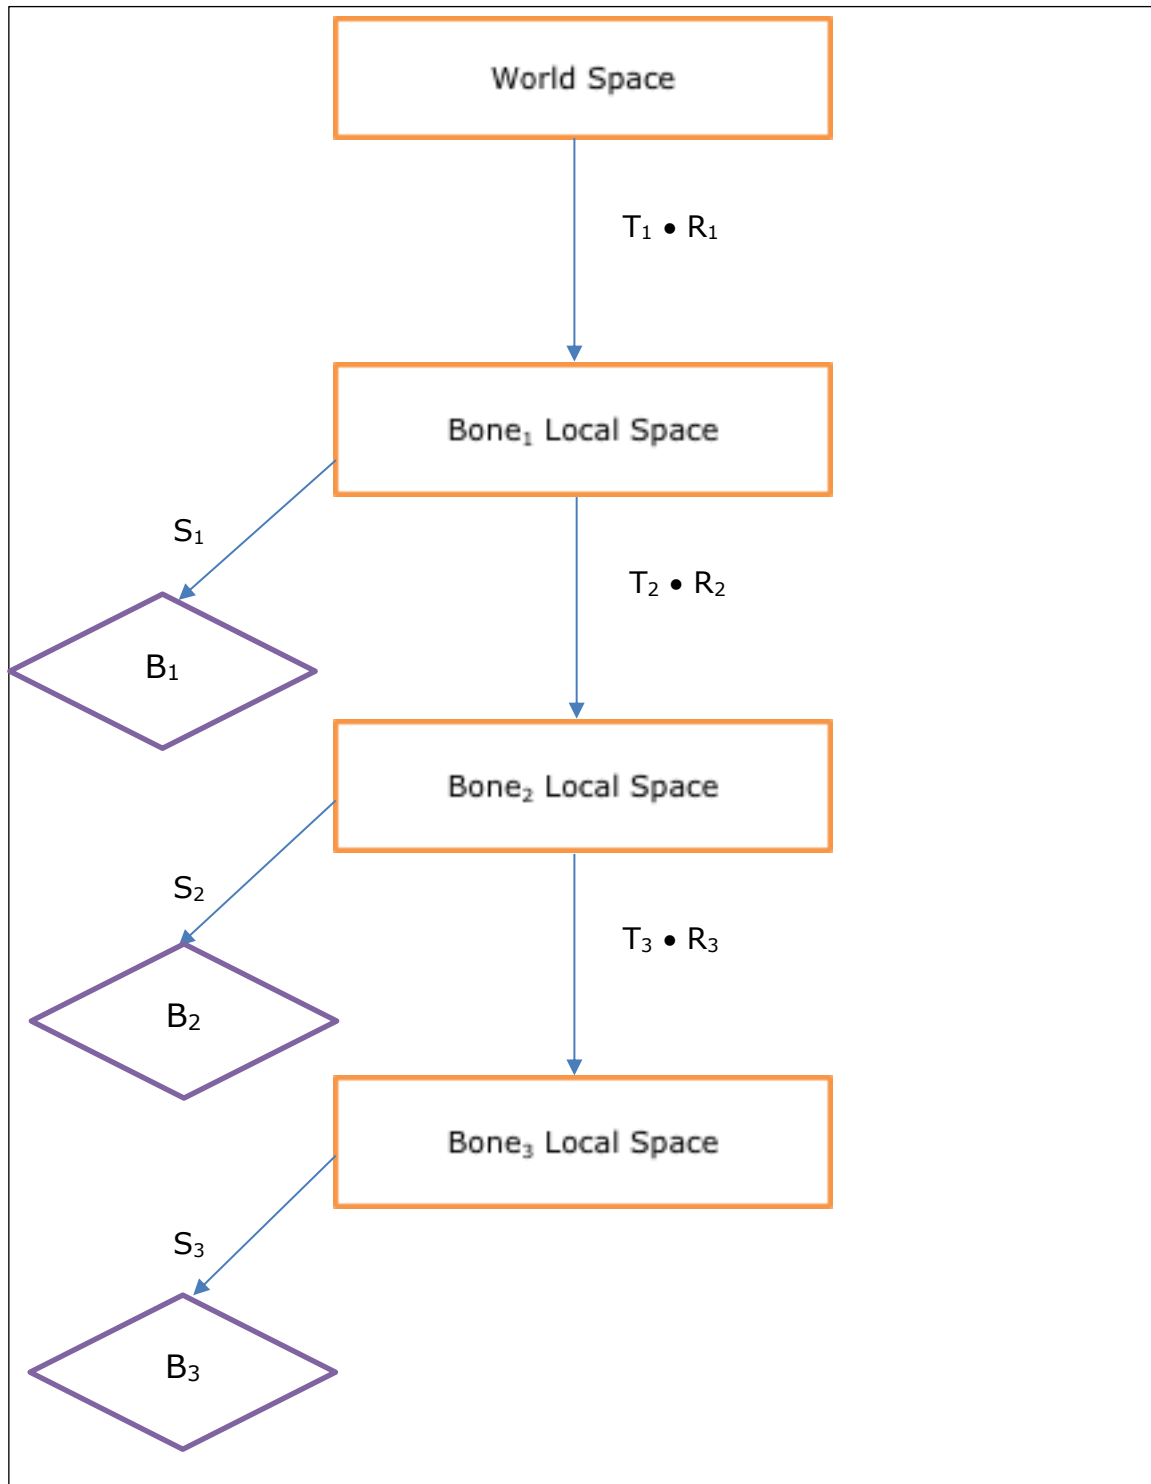 World Space
T₁ • R₁
Bone₁ Local Space
S₁
T₂ • R₂
B₁
Bone₂ Local Space
S₂
T₃ • R₃
B₂
Bone₃ Local Space
S₃
B₃